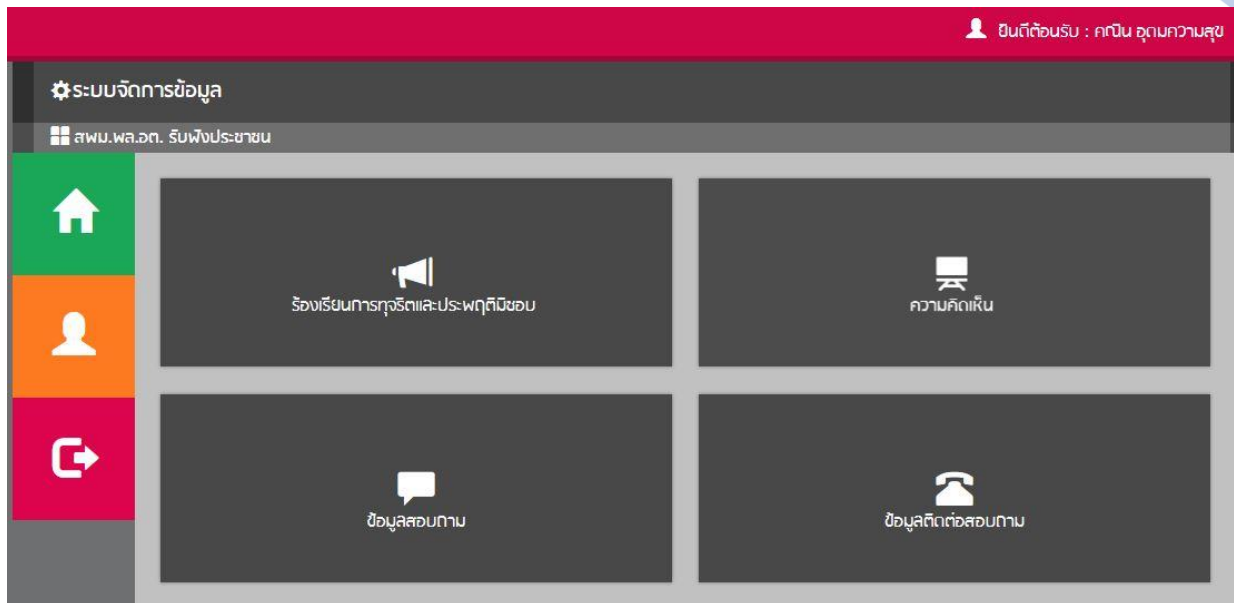 ยินดีต้อนรับ : คณิน อุดมความสุข
ระบบจัดการข้อมูล
สพม.พล.อต. รับฟังประชาชน
ร้องเรียนการทุจริตและประพฤติมิชอบ
ความคิดเห็น
ข้อมูลสอบถาม
ข้อมูลติดต่อสอบถาม